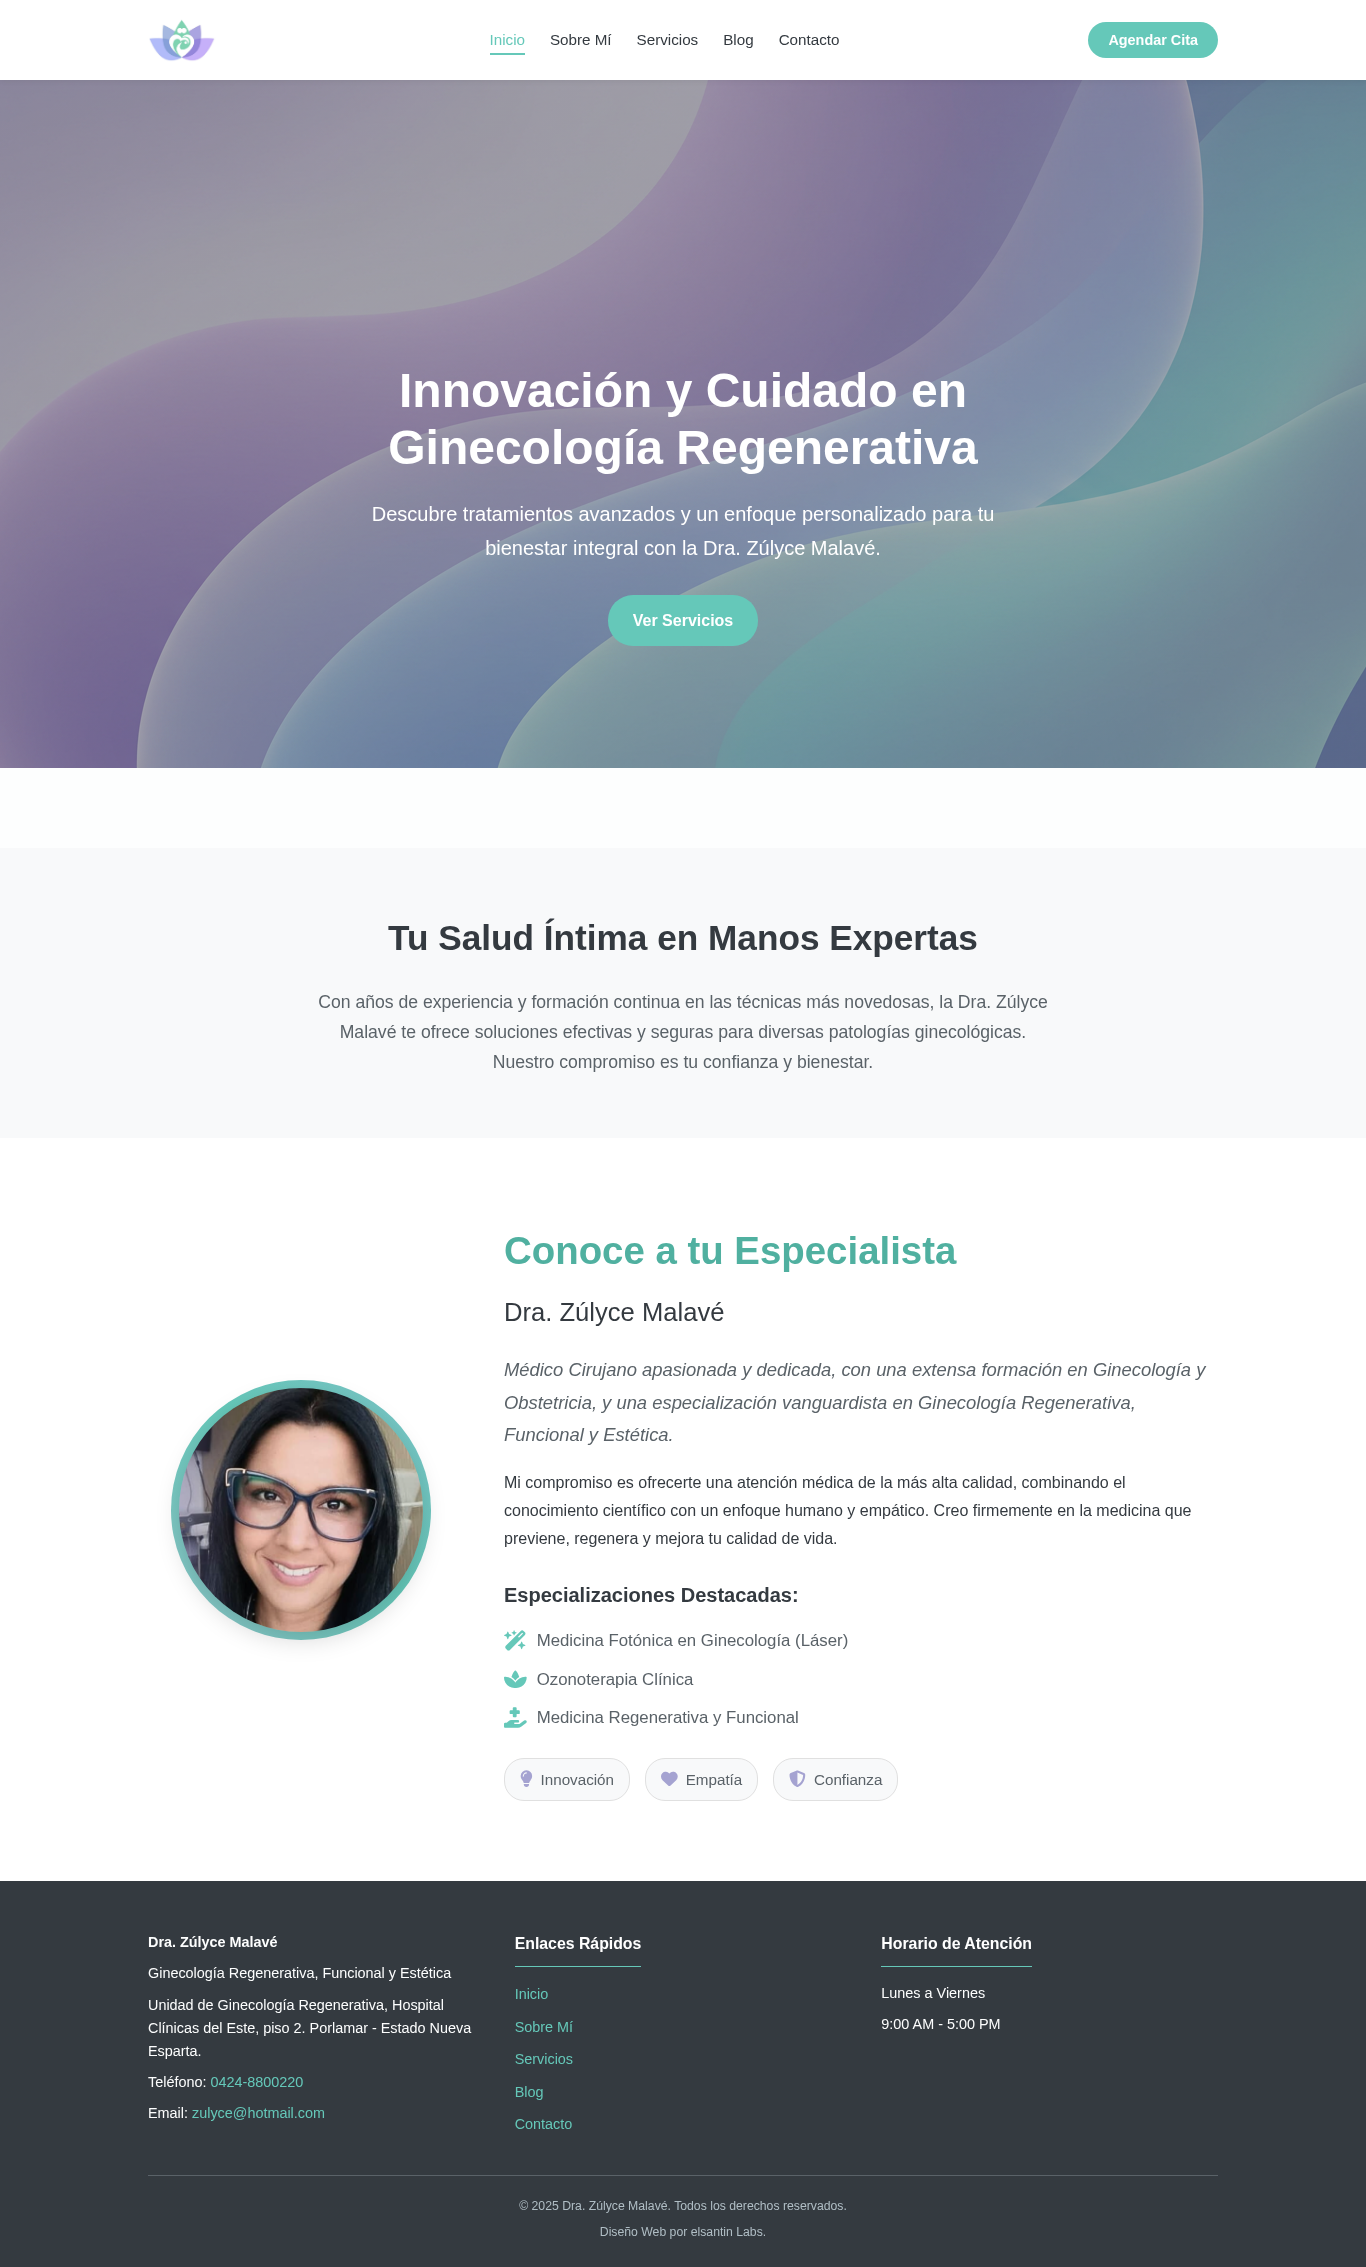 Inicio
Sobre Mí
Servicios
Blog
Contacto
Agendar Cita
Innovación y Cuidado en
Ginecología Regenerativa
Descubre tratamientos avanzados y un enfoque personalizado para tu
bienestar integral con la Dra. Zúlyce Malavé.
Ver Servicios
Tu Salud Íntima en Manos Expertas
Con años de experiencia y formación continua en las técnicas más novedosas, la Dra. Zúlyce
Malavé te ofrece soluciones efectivas y seguras para diversas patologías ginecológicas.
Nuestro compromiso es tu confianza y bienestar.
Conoce a tu Especialista
Dra. Zúlyce Malavé
Médico Cirujano apasionada y dedicada, con una extensa formación en Ginecología y
Obstetricia, y una especialización vanguardista en Ginecología Regenerativa,
Funcional y Estética.
Mi compromiso es ofrecerte una atención médica de la más alta calidad, combinando el
conocimiento científico con un enfoque humano y empático. Creo firmemente en la medicina que
previene, regenera y mejora tu calidad de vida.
Especializaciones Destacadas:
Medicina Fotónica en Ginecología (Láser)
Ozonoterapia Clínica
Medicina Regenerativa y Funcional
Innovación
Empatía
Confianza
Dra. Zúlyce Malavé
Ginecología Regenerativa, Funcional y Estética
Unidad de Ginecología Regenerativa, Hospital
Clínicas del Este, piso 2. Porlamar - Estado Nueva
Esparta.
Teléfono: 0424-8800220
Email: zulyce@hotmail.com
Enlaces Rápidos
Inicio
Sobre Mí
Servicios
Blog
Contacto
Horario de Atención
Lunes a Viernes
9:00 AM - 5:00 PM
© 2025 Dra. Zúlyce Malavé. Todos los derechos reservados.
Diseño Web por elsantin Labs.